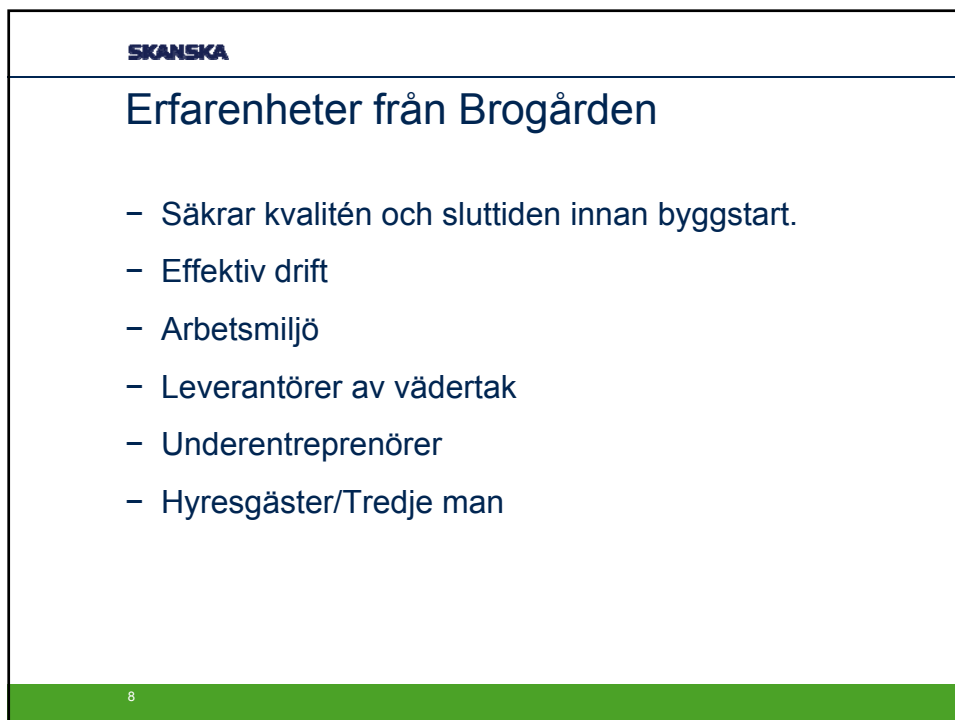 SKANSKA
Erfarenheter från Brogården
− Säkrar kvalitén och sluttiden innan byggstart.
− Effektiv drift
− Arbetsmiljö
− Leverantörer av vädertak
− Underentreprenörer
− Hyresgäster/Tredje man
8